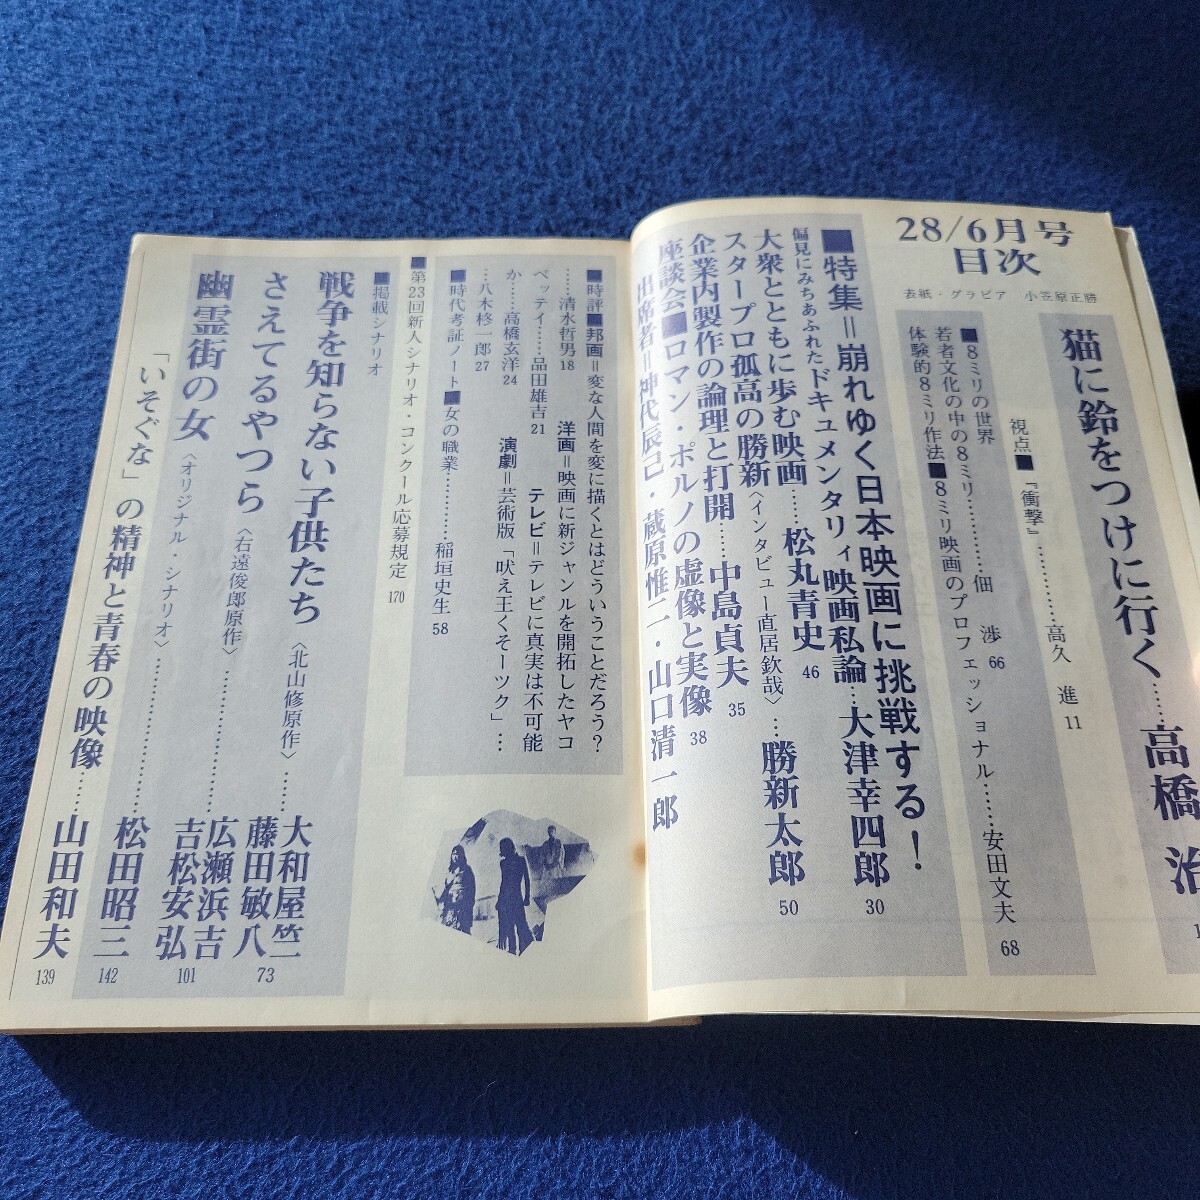 28/6月号
目次
表紙・グラビア 小笠原正勝
猫に鈴をつけに行く……高橋 治
視点■『衝撃』…………高久 進 11
■8ミリの世界
若者文化の中の8ミリ…………佃 渉 66
体験的8ミリ作法■8ミリ映画のプロフェッショナル……安田文夫 68
■特集＝崩れゆく日本映画に挑戦する！
偏見にみちあふれたドキュメンタリィ映画私論…大津幸四郎 30
大衆とともに歩む映画……松丸青史 46
スタープロ孤高の勝新〈インタビュー直居欽哉〉…勝新太郎 50
企業内製作の論理と打開……中島貞夫 35
座談会■ロマン・ポルノの虚像と実像 38
出席者＝神代辰己・蔵原惟二・山口清一郎
■時評■邦画＝変な人間を変に描くとはどういうことだろう？
……清水哲男 18 洋画＝映画に新ジャンルを開拓したヤコ
ペッティ……品田雄吉 21 テレビ＝テレビに真実は不可能
か……高橋玄洋 24 演劇＝芸術版「吠え王くそーツク」…
…八木柊一郎 27
■時代考証ノート■女の職業…………稲垣史生 58
■第23回新人シナリオ・コンクール応募規定 170
■掲載シナリオ
戦争を知らない子供たち〈北山修原作〉……大和屋竺
藤田敏八 73
さえてるやつら〈右遠俊郎原作〉…………広瀬浜吉
吉松安弘 101
幽霊街の女〈オリジナル・シナリオ〉…………松田昭三 142
「いそぐな」の精神と青春の映像……山田和夫 139